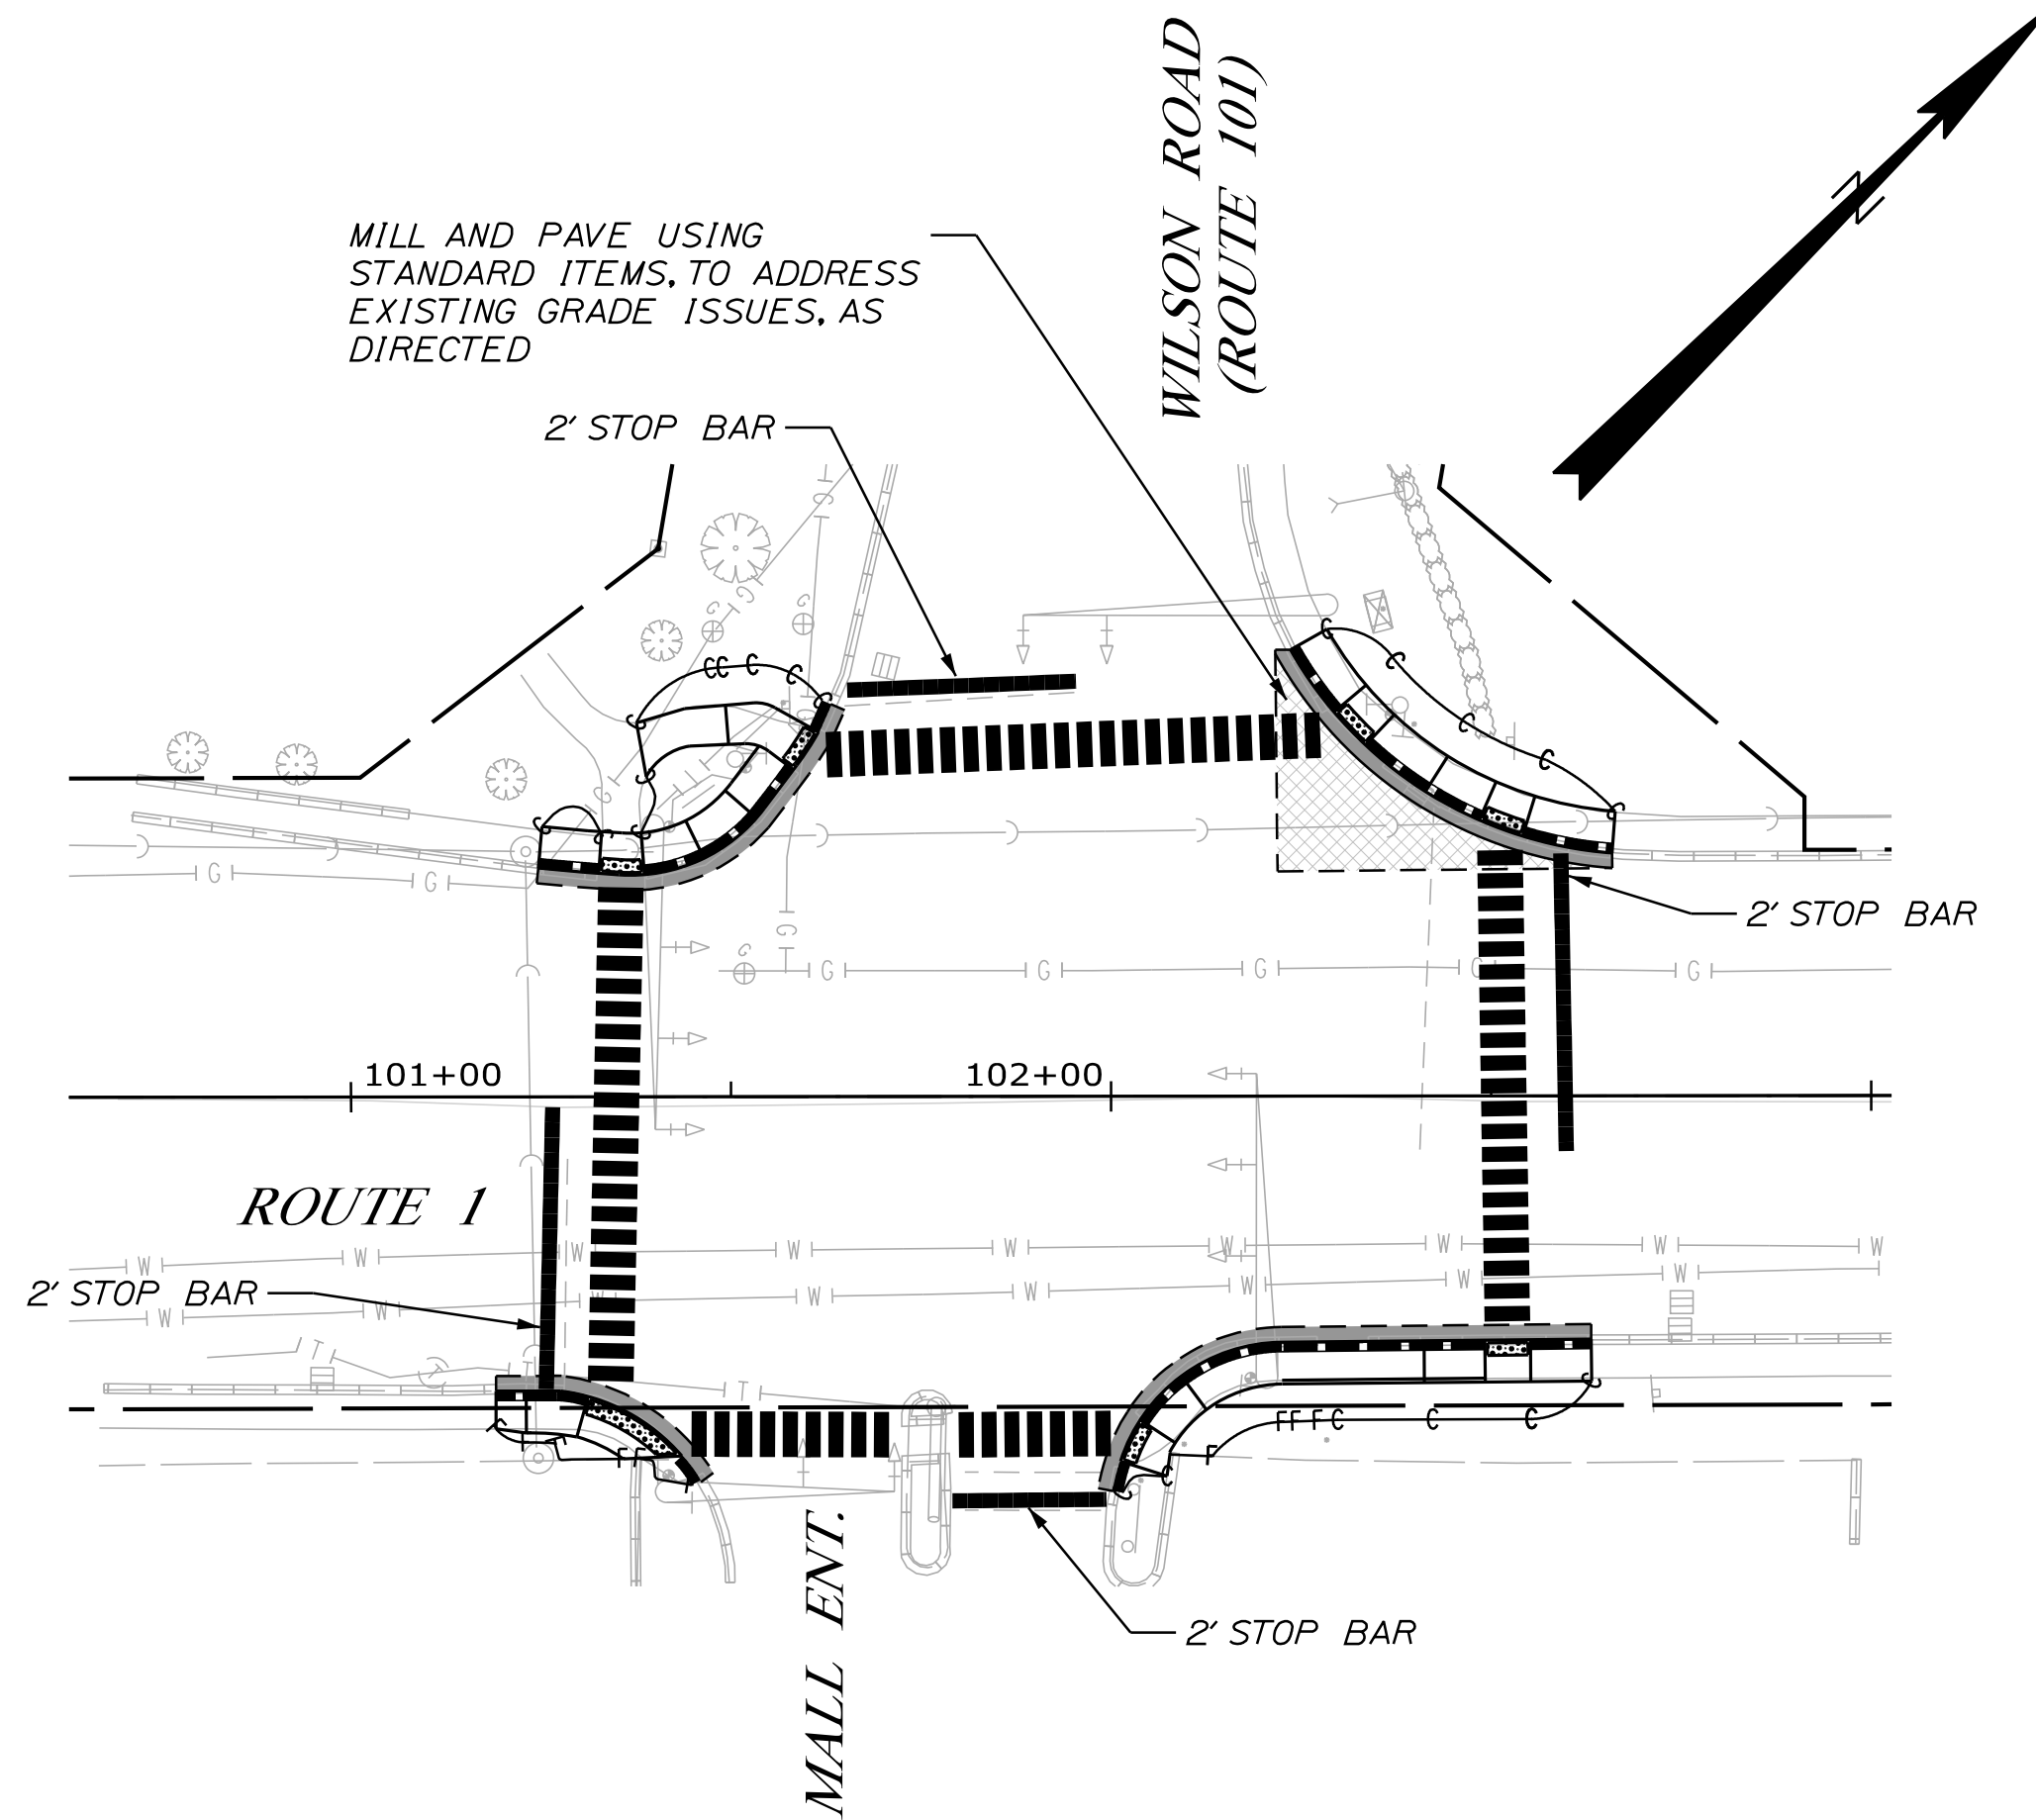 WILSON ROAD
(ROUTE 101)
MILL AND PAVE USING
STANDARD ITEMS, TO ADDRESS
EXISTING GRADE ISSUES, AS
DIRECTED
2' STOP BAR
G
G
C
CC C C
C
C
C
C
C
G G
2' STOP BAR
G
G G G G G
101+00 102+00
ROUTE 1
W W W W W W W W W
2' STOP BAR
W W W W W W W
T
T
T
F F
F F F C C C
F
C
MALL ENT.
2' STOP BAR